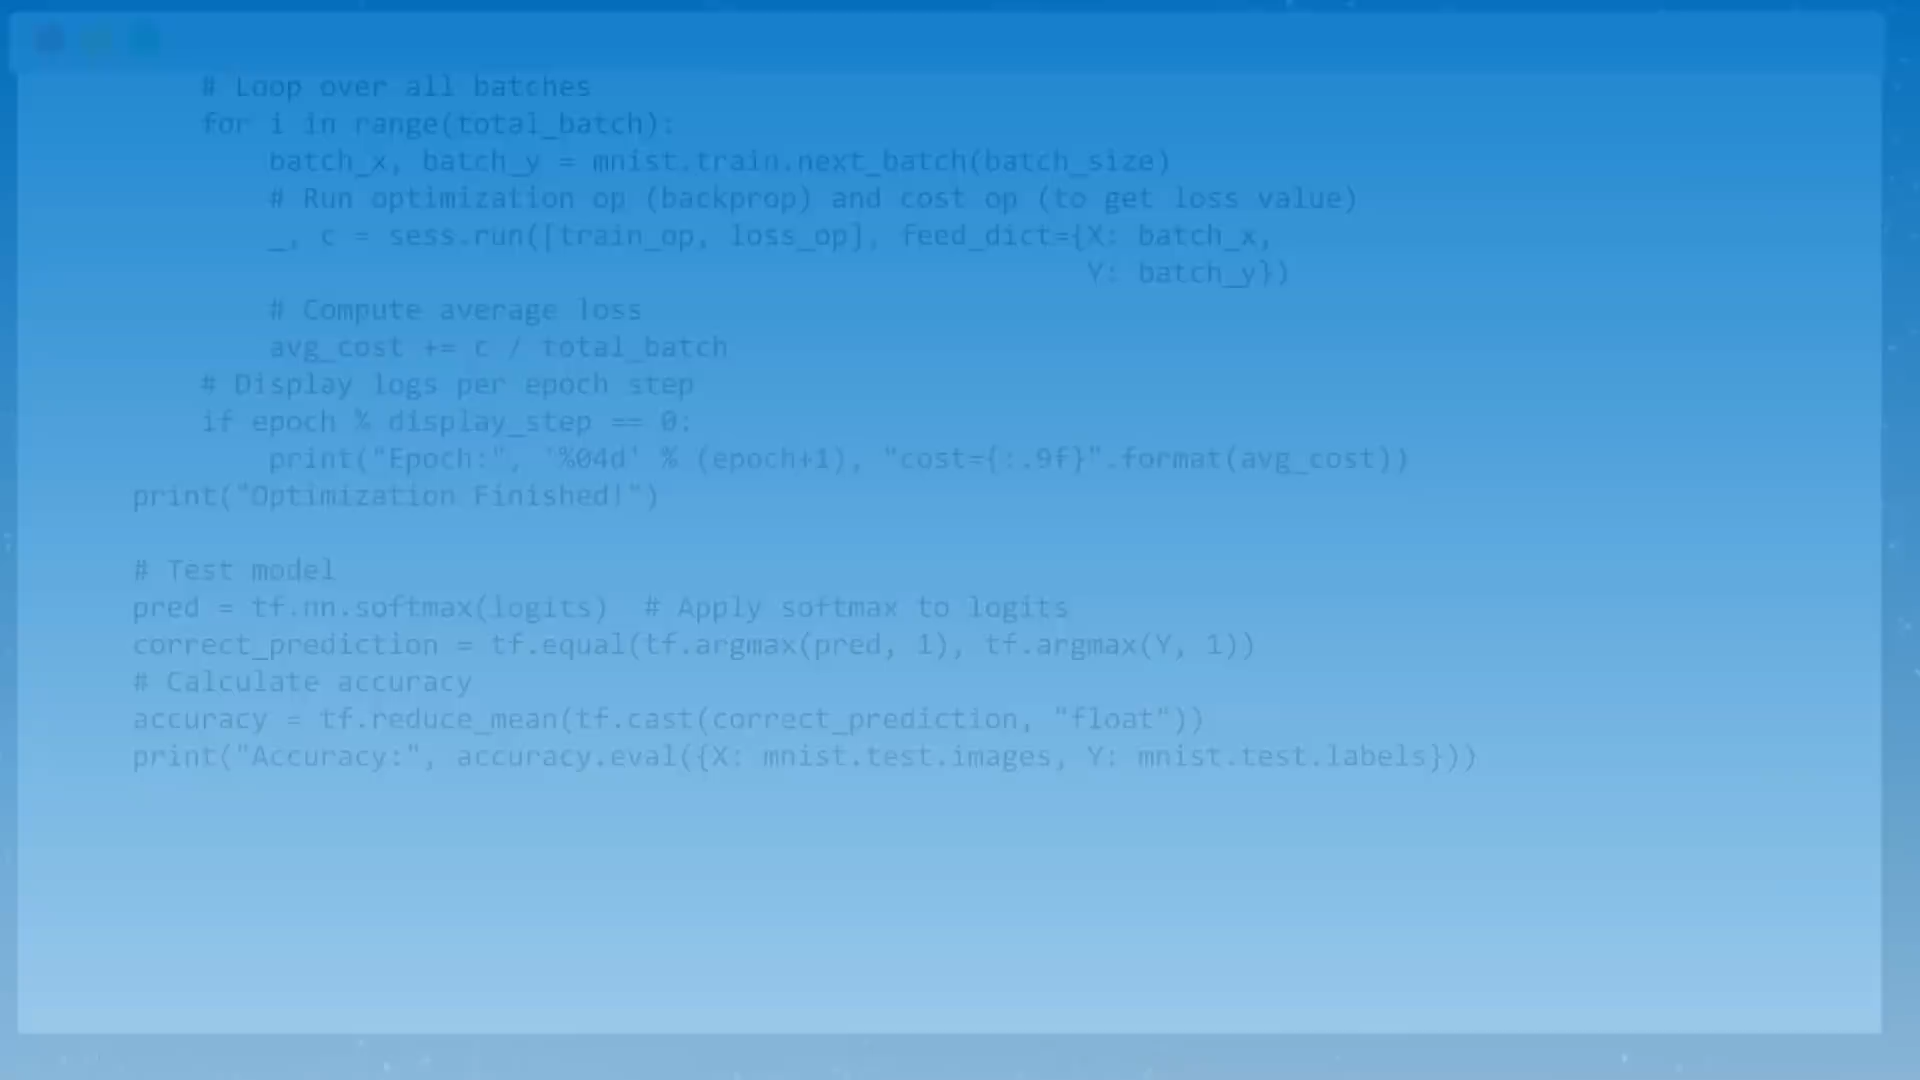 # Loop over all batches
for i in range(total_batch):
batch_x, batch_y = mnist.train.next_batch(batch_size)
# Run optimization op (backprop) and cost op (to get loss value)
_, c = sess.run([train_op, loss_op], feed_dict={X: batch_x,
Y: batch_y})
# Compute average loss
avg_cost += c / total_batch
# Display logs per epoch step
if epoch % display_step == 0:
print("Epoch:", '%04d' % (epoch+1), "cost={:.9f}".format(avg_cost))
print("Optimization Finished!")
# Test model
pred = tf.nn.softmax(logits)  # Apply softmax to logits
correct_prediction = tf.equal(tf.argmax(pred, 1), tf.argmax(Y, 1))
# Calculate accuracy
accuracy = tf.reduce_mean(tf.cast(correct_prediction, "float"))
print("Accuracy:", accuracy.eval({X: mnist.test.images, Y: mnist.test.labels}))